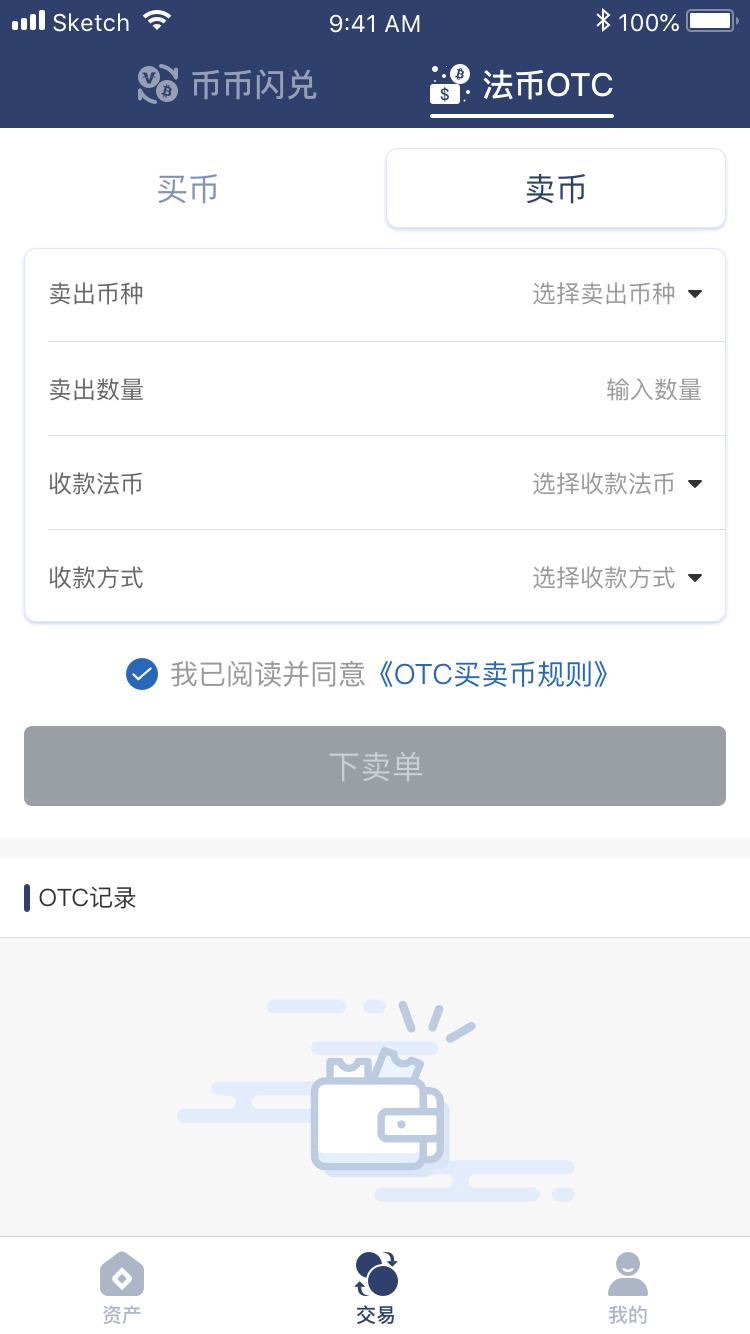 Sketch 9:41 AM 100%
币币闪兑 法币OTC
买币 卖币
卖出币种 选择卖出币种
卖出数量 输入数量
收款法币 选择收款法币
收款方式 选择收款方式
我已阅读并同意《OTC买卖币规则》
下卖单
OTC记录
资产 交易 我的